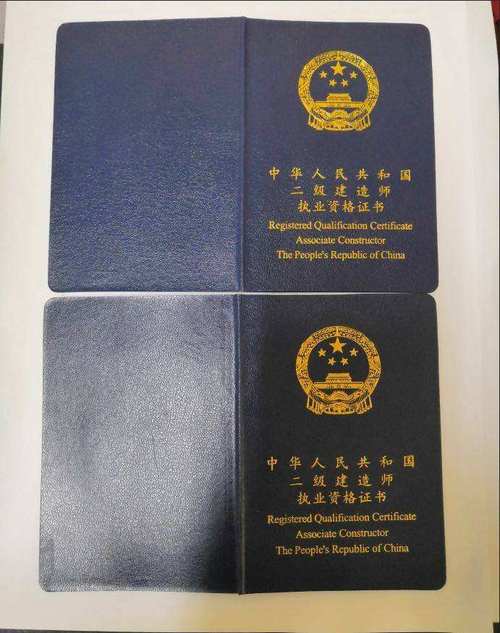 中华人民共和国
二级建造师
执业资格证书
Registered Qualification Certificate
Associate Constructor
The People's Republic of China
中华人民共和国
二级建造师
执业资格证书
Registered Qualification Certificate
Associate Constructor
The People's Republic of China